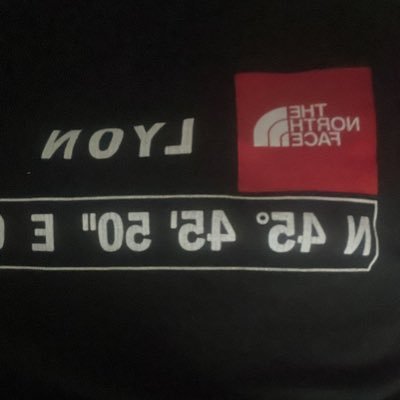 THE
NORTH
FACE
LYON
N 45° 45' 50" E